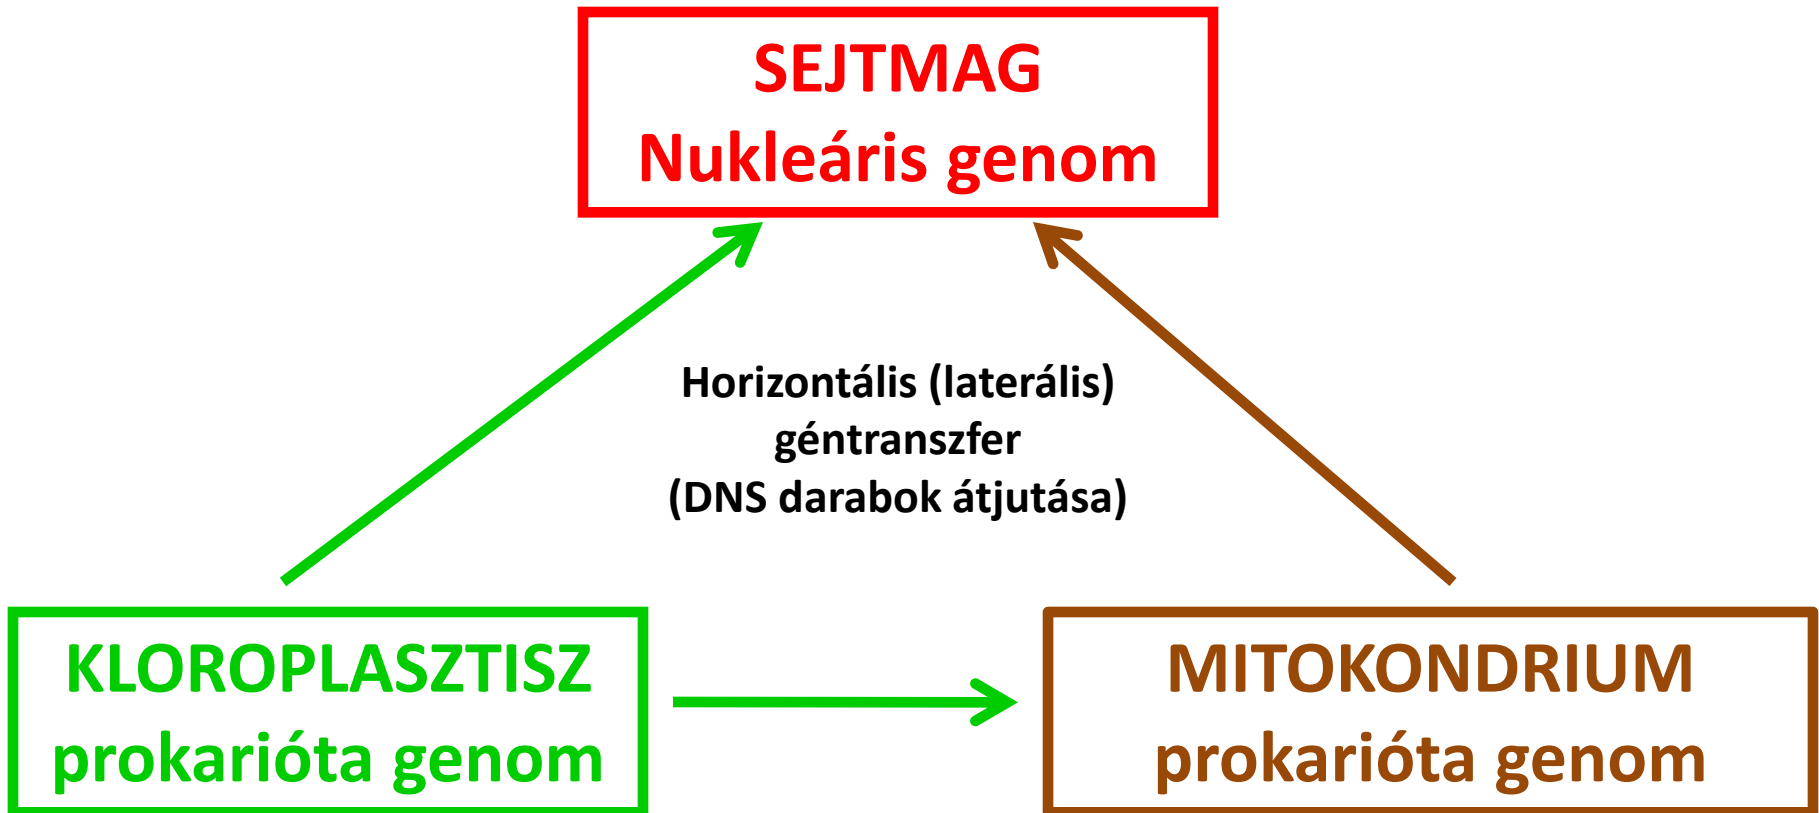 SEJTMAG
Nukleáris genom
Horizontális (laterális)
géntranszfer
(DNS darabok átjutása)
KLOROPLASZTISZ
prokarióta genom
MITOKONDRIUM
prokarióta genom